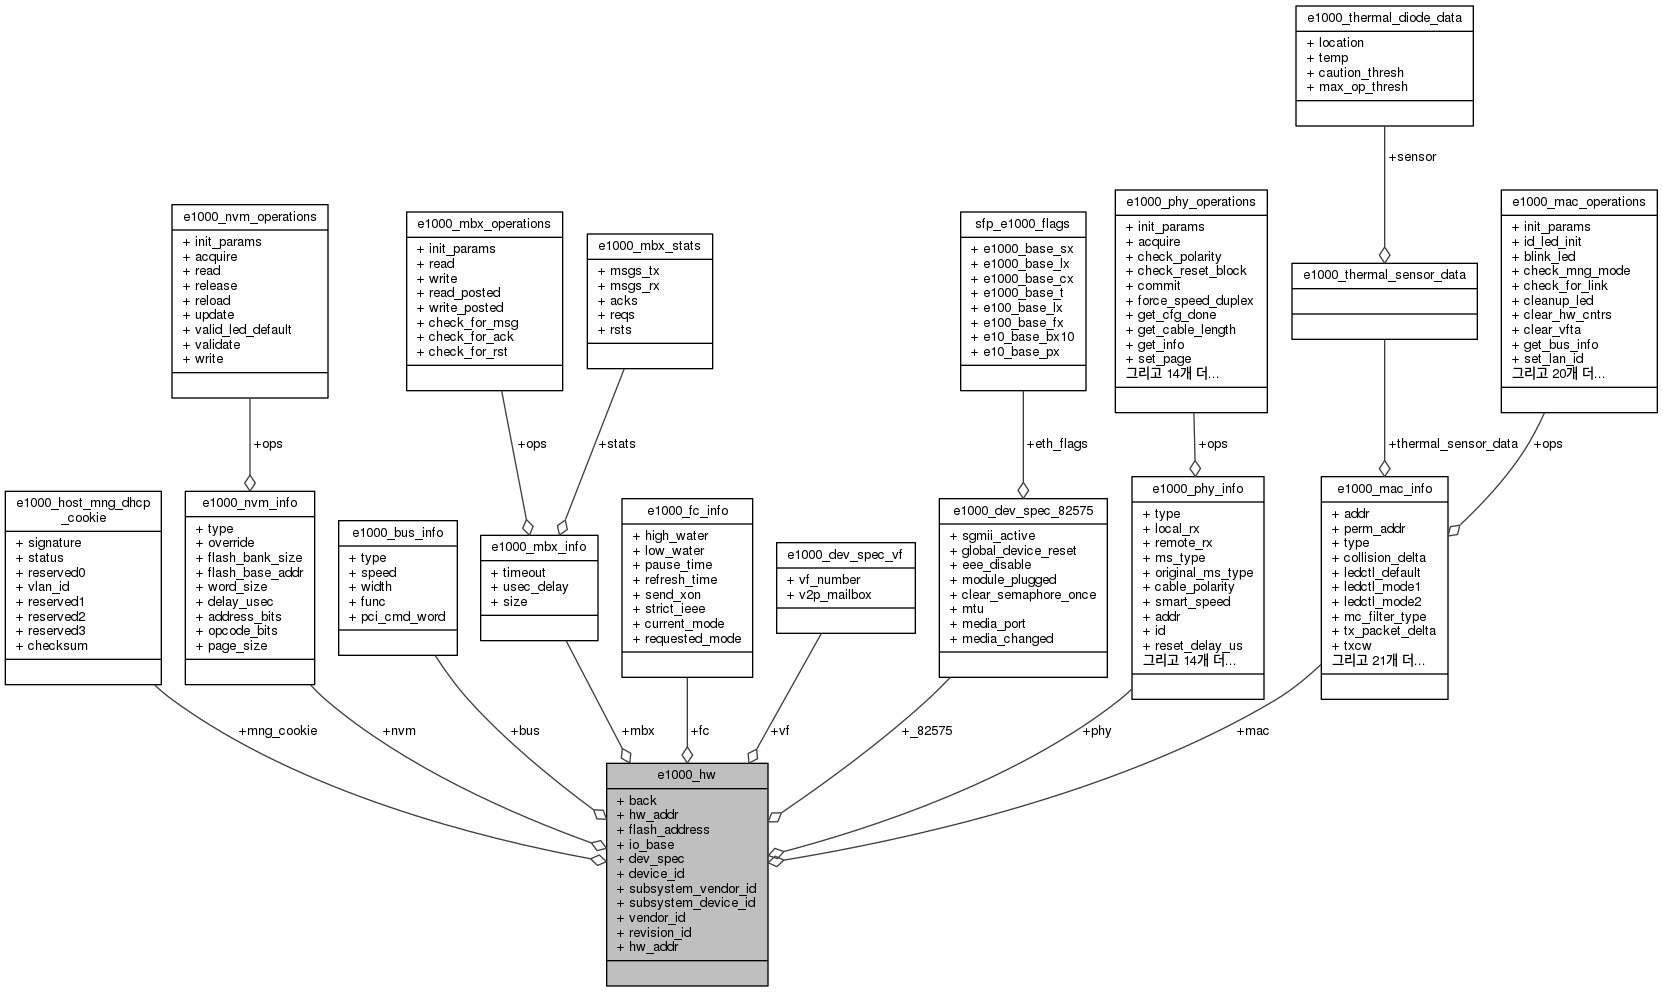 e1000_thermal_diode_data
+ location
+ temp
+ caution_thresh
+ max_op_thresh
+sensor
e1000_nvm_operations
+ init_params
+ acquire
+ read
+ release
+ reload
+ update
+ valid_led_default
+ validate
+ write
e1000_mbx_operations
+ init_params
+ read
+ write
+ read_posted
+ write_posted
+ check_for_msg
+ check_for_ack
+ check_for_rst
e1000_mbx_stats
+ msgs_tx
+ msgs_rx
+ acks
+ reqs
+ rsts
sfp_e1000_flags
+ e1000_base_sx
+ e1000_base_lx
+ e1000_base_cx
+ e1000_base_t
+ e100_base_lx
+ e100_base_fx
+ e10_base_bx10
+ e10_base_px
e1000_phy_operations
+ init_params
+ acquire
+ check_polarity
+ check_reset_block
+ commit
+ force_speed_duplex
+ get_cfg_done
+ get_cable_length
+ get_info
+ set_page
그리고 14개 더...
e1000_thermal_sensor_data
e1000_mac_operations
+ init_params
+ id_led_init
+ blink_led
+ check_mng_mode
+ check_for_link
+ cleanup_led
+ clear_hw_cntrs
+ clear_vfta
+ get_bus_info
+ set_lan_id
그리고 20개 더...
+ops
+ops
+stats
+eth_flags
+ops
+thermal_sensor_data
+ops
e1000_host_mng_dhcp
_cookie
+ signature
+ status
+ reserved0
+ vlan_id
+ reserved1
+ reserved2
+ reserved3
+ checksum
e1000_nvm_info
+ type
+ override
+ flash_bank_size
+ flash_base_addr
+ word_size
+ delay_usec
+ address_bits
+ opcode_bits
+ page_size
e1000_bus_info
+ type
+ speed
+ width
+ func
+ pci_cmd_word
e1000_mbx_info
+ timeout
+ usec_delay
+ size
e1000_fc_info
+ high_water
+ low_water
+ pause_time
+ refresh_time
+ send_xon
+ strict_ieee
+ current_mode
+ requested_mode
e1000_dev_spec_vf
+ vf_number
+ v2p_mailbox
e1000_dev_spec_82575
+ sgmii_active
+ global_device_reset
+ eee_disable
+ module_plugged
+ clear_semaphore_once
+ mtu
+ media_port
+ media_changed
e1000_phy_info
+ type
+ local_rx
+ remote_rx
+ ms_type
+ original_ms_type
+ cable_polarity
+ smart_speed
+ addr
+ id
+ reset_delay_us
그리고 14개 더...
e1000_mac_info
+ addr
+ perm_addr
+ type
+ collision_delta
+ ledctl_default
+ ledctl_mode1
+ ledctl_mode2
+ mc_filter_type
+ tx_packet_delta
+ txcw
그리고 21개 더...
+mng_cookie
+nvm
+bus
+mbx
+fc
+vf
+_82575
+phy
+mac
e1000_hw
+ back
+ hw_addr
+ flash_address
+ io_base
+ dev_spec
+ device_id
+ subsystem_vendor_id
+ subsystem_device_id
+ vendor_id
+ revision_id
+ hw_addr